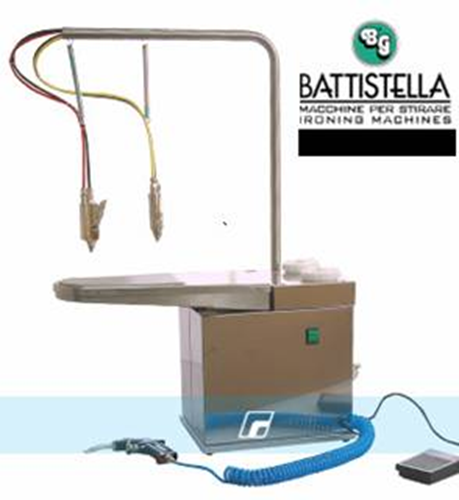 BG
BATTISTELLA
MACCHINE PER STIRARE
IRONING MACHINES